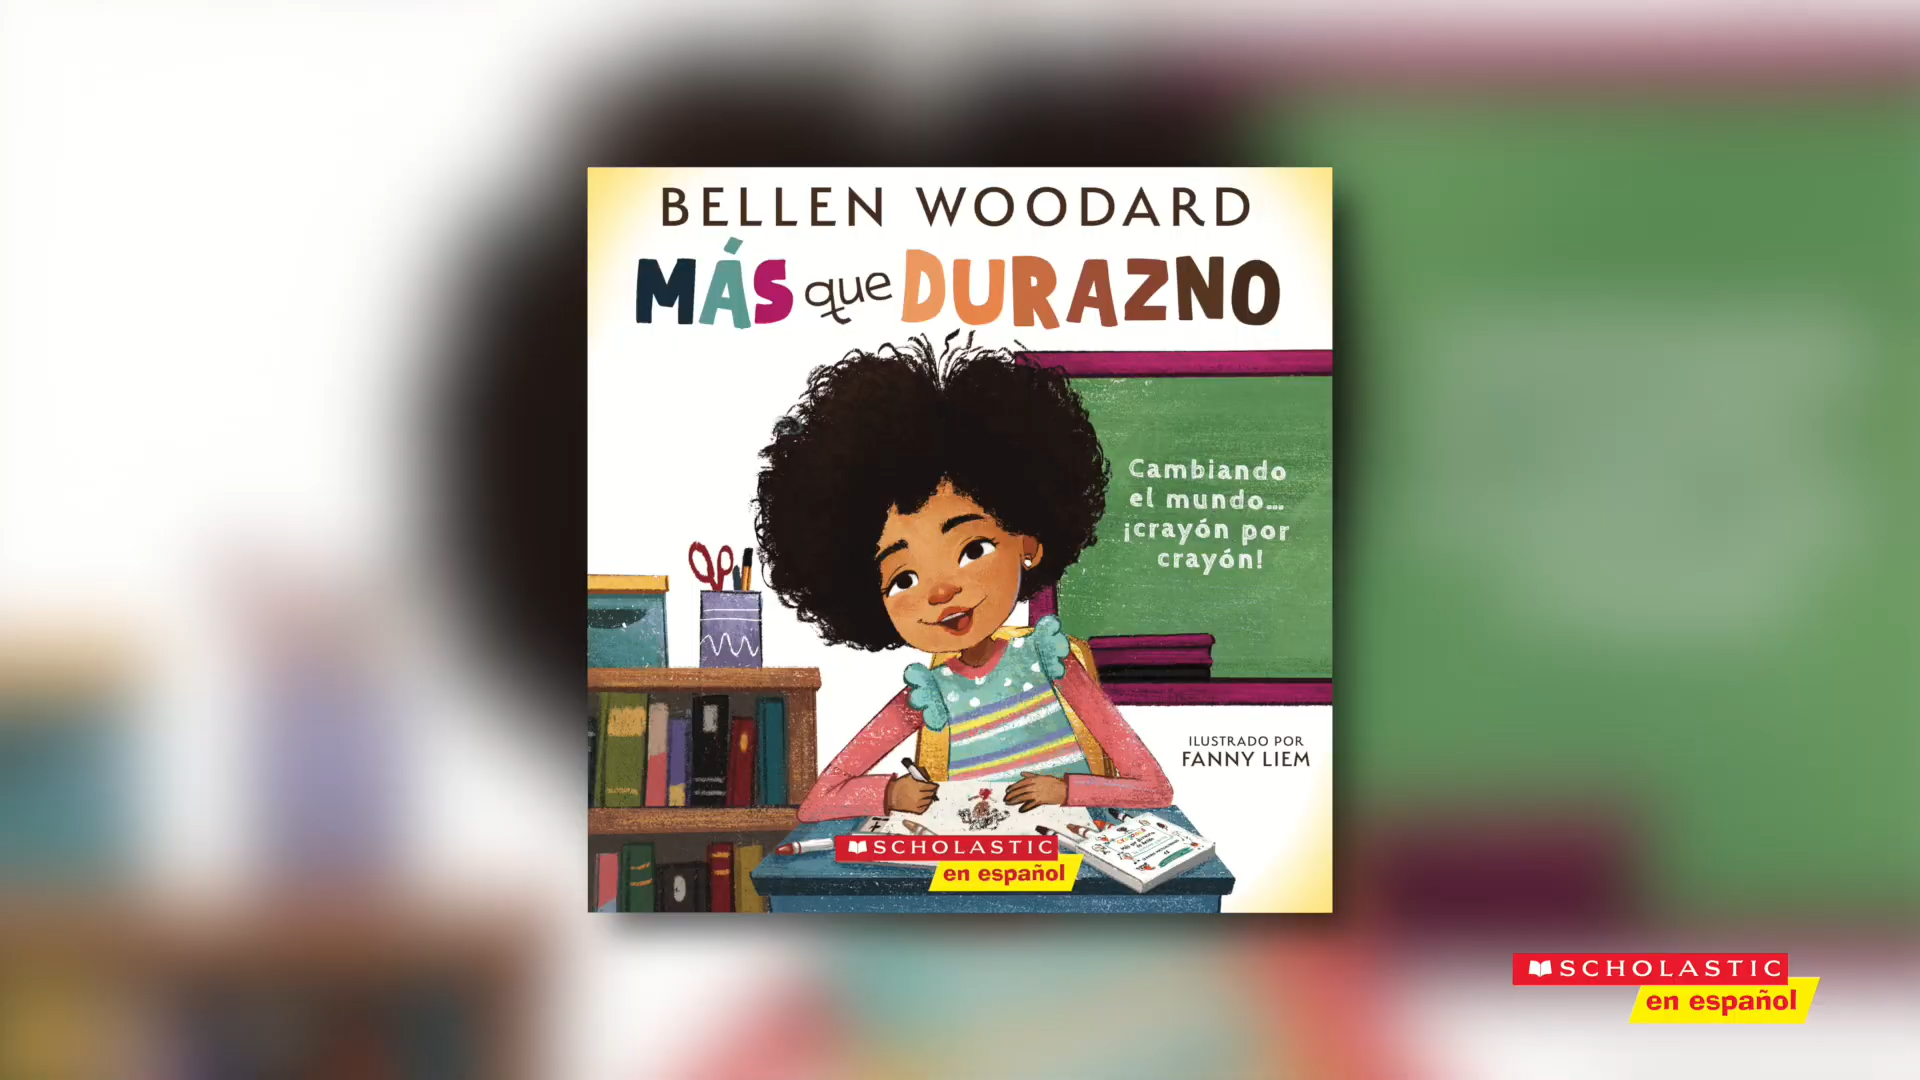 BELLEN WOODARD
MÁS que DURAZNO
Cambiando
el mundo...
¡crayón por
crayón!
ILUSTRADO POR
FANNY LIEM
SCHOLASTIC
en español
SCHOLASTIC
en español